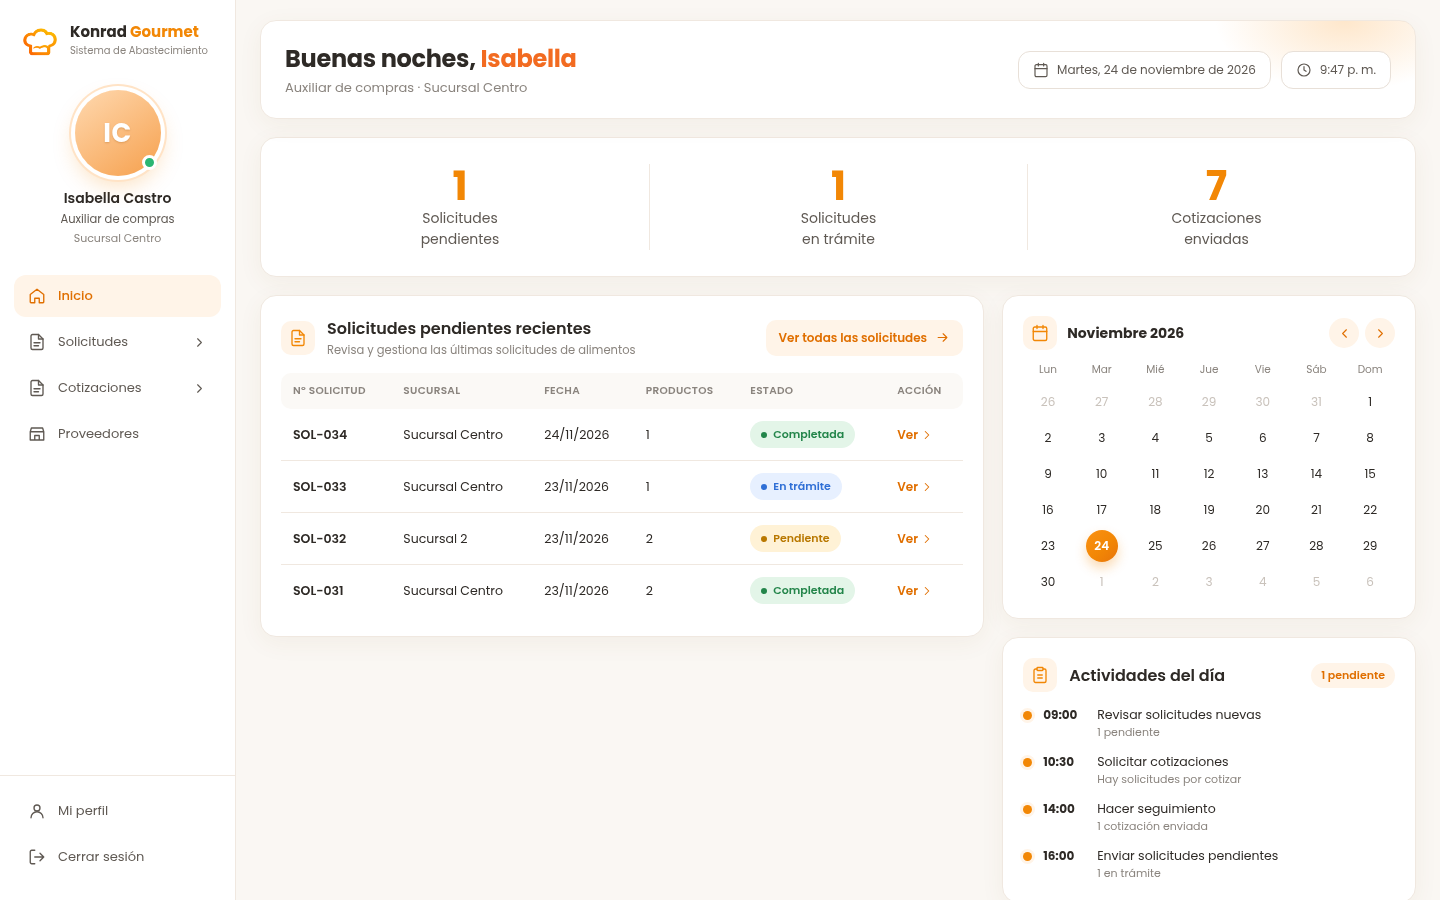 Konrad Gourmet
Sistema de Abastecimiento
IC
Isabella Castro
Auxiliar de compras
Sucursal Centro
Inicio
Solicitudes
Cotizaciones
Proveedores
Mi perfil
Cerrar sesión
Buenas noches, Isabella
Auxiliar de compras · Sucursal Centro
Martes, 24 de noviembre de 2026
9:47 p. m.
1
Solicitudes
pendientes
1
Solicitudes
en trámite
7
Cotizaciones
enviadas
Solicitudes pendientes recientes
Revisa y gestiona las últimas solicitudes de alimentos
Ver todas las solicitudes
Nº SOLICITUD SUCURSAL FECHA PRODUCTOS ESTADO ACCIÓN
SOL-034 Sucursal Centro 24/11/2026 1 Completada Ver
SOL-033 Sucursal Centro 23/11/2026 1 En trámite Ver
SOL-032 Sucursal 2 23/11/2026 2 Pendiente Ver
SOL-031 Sucursal Centro 23/11/2026 2 Completada Ver
Noviembre 2026
Lun Mar Mié Jue Vie Sáb Dom
26 27 28 29 30 31 1
2 3 4 5 6 7 8
9 10 11 12 13 14 15
16 17 18 19 20 21 22
23 24 25 26 27 28 29
30 1 2 3 4 5 6
Actividades del día
1 pendiente
09:00 Revisar solicitudes nuevas
1 pendiente
10:30 Solicitar cotizaciones
Hay solicitudes por cotizar
14:00 Hacer seguimiento
1 cotización enviada
16:00 Enviar solicitudes pendientes
1 en trámite